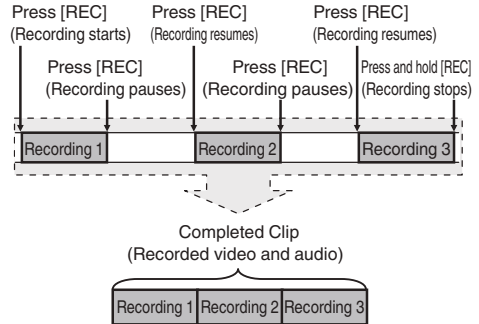 Press [REC]
(Recording starts)
Press [REC]
(Recording resumes)
Press [REC]
(Recording resumes)
Press [REC]
(Recording pauses)
Press [REC]
(Recording pauses)
Press and hold [REC]
(Recording stops)
Recording 1
Recording 2
Recording 3
Completed Clip
(Recorded video and audio)
Recording 1
Recording 2
Recording 3